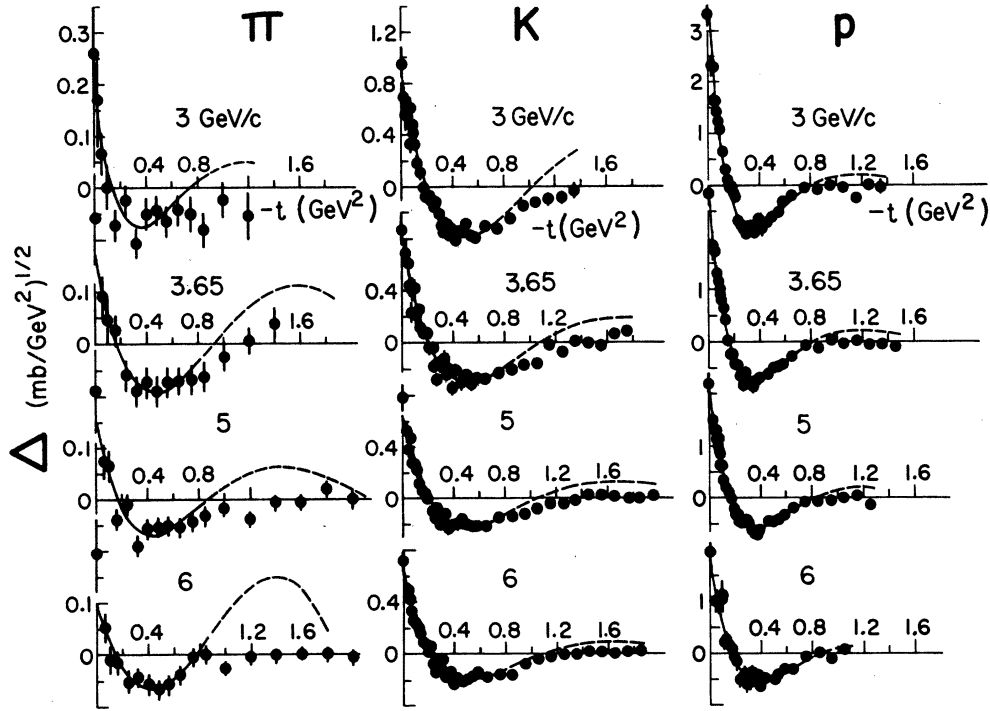 π K p
0.3 1.2 3
0.2 0.8 2
0.1 3 GeV/c 0.4 3 GeV/c 1 3 GeV/c
0.4 0.8 1.6 0.4 0.8 1.6 0.4 0.8 1.2 1.6
0 0 0
-t (GeV²) -t (GeV²) -t (GeV²)
0.1 3.65 0.4 3.65 3.65
0.4 0.8 1.6 0.4 0.8 1.2 0.4 0.8 1.2 1.6
0 0 0
5 5 5
0.1 0.4 0.8 0.4 0.4 0.8 1.2 1.6 0.4 0.8 1.2 1.6
0 0 0
6 6 6
0.1 0.4 1.2 1.6 0.4 0.4 0.8 1.2 1.6 0.4 0.8 1.2 1.6
0 0 0
Δ (mb/GeV²)^1/2